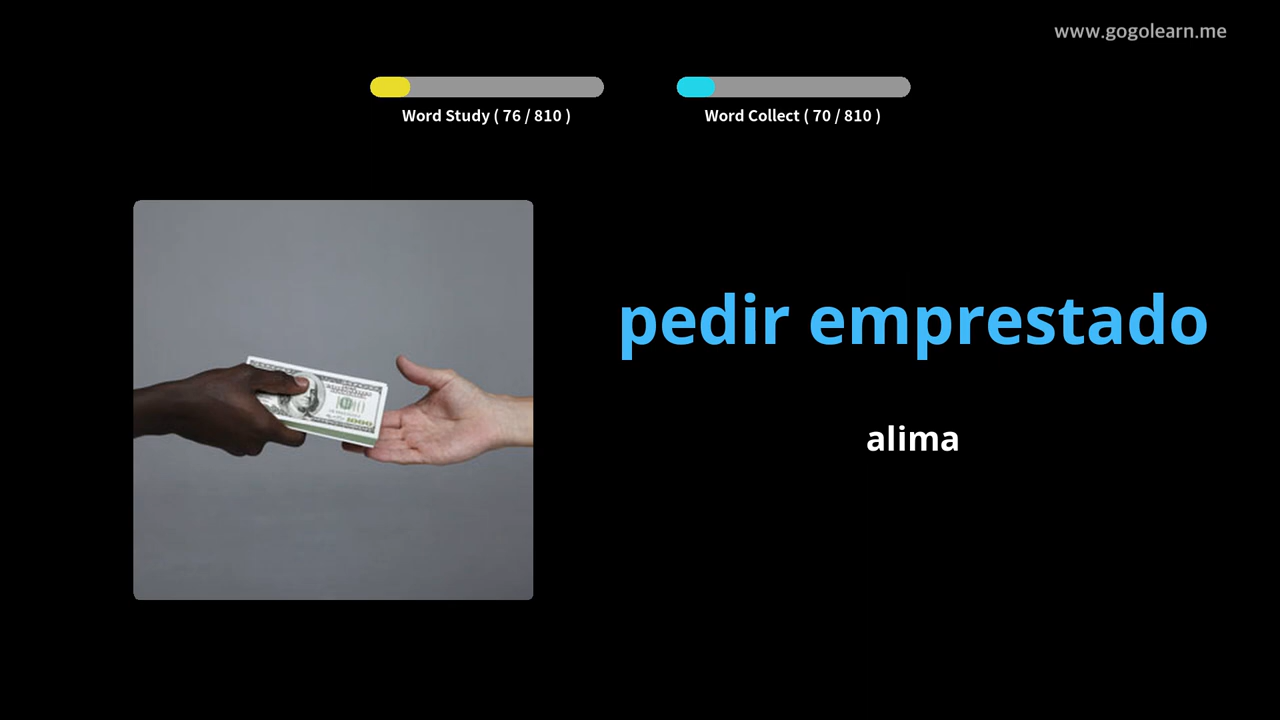 www.gogolearn.me
Word Study ( 76 / 810 )
Word Collect ( 70 / 810 )
pedir emprestado
alima